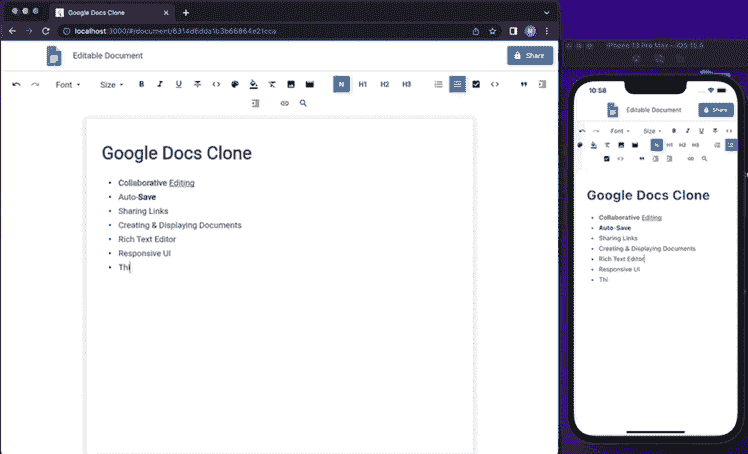 Google Docs Clone
localhost:3000/#/document/
N
Editable Document
Share
Font
Size
B
I
U
N
H1
H2
H3
Google Docs Clone
Collaborative Editing
Auto-Save
Sharing Links
Creating & Displaying Documents
Rich Text Editor
Responsive UI
Thi
iPhone 13 Pro Max – iOS 15.5
10:58
Editable Document
Share
Font
Size
B
I
U
N
H1
H2
H3
Google Docs Clone
Collaborative Editing
Auto-Save
Sharing Links
Creating & Displaying Documents
Rich Text Editor
Responsive UI
Thi